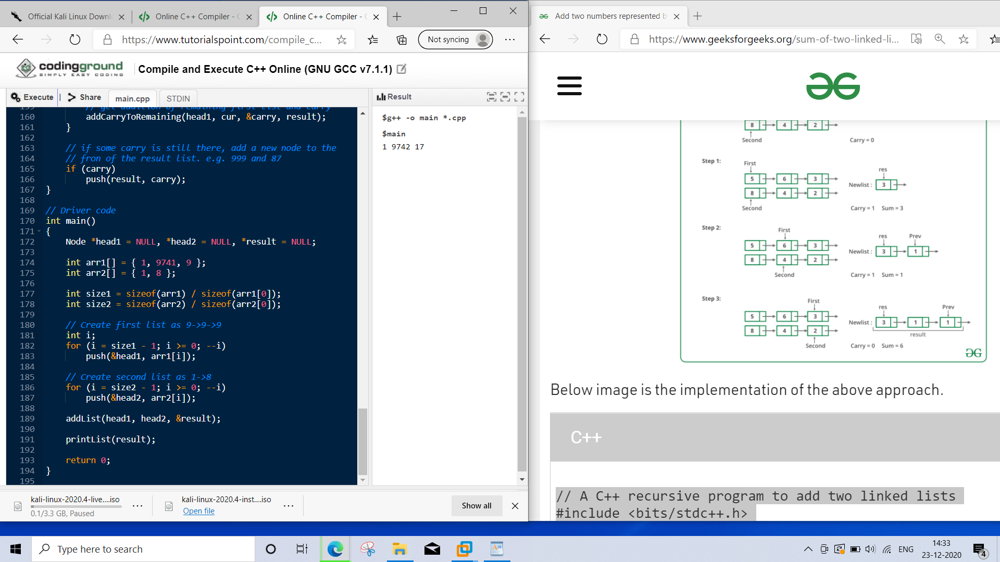 Official Kali Linux Downl
Online C++ Compiler - C
Online C++ Compiler - C
https://www.tutorialspoint.com/compile_c...
Not syncing
codingground
SIMPLY EASY CODING
Compile and Execute C++ Online (GNU GCC v7.1.1)
Execute | Share main.cpp STDIN
159 // get addition of remaining first list and carry
160 addCarryToRemaining(head1, cur, &carry, result);
161 }
162
163 // if some carry is still there, add a new node to the
164 // fron of the result list. e.g. 999 and 87
165 if (carry)
166 push(result, carry);
167 }
168
169 // Driver code
170 int main()
171 {
172 Node *head1 = NULL, *head2 = NULL, *result = NULL;
173
174 int arr1[] = { 1, 9741, 9 };
175 int arr2[] = { 1, 8 };
176
177 int size1 = sizeof(arr1) / sizeof(arr1[0]);
178 int size2 = sizeof(arr2) / sizeof(arr2[0]);
179
180 // Create first list as 9->9->9
181 int i;
182 for (i = size1 - 1; i >= 0; --i)
183 push(&head1, arr1[i]);
184
185 // Create second list as 1->8
186 for (i = size2 - 1; i >= 0; --i)
187 push(&head2, arr2[i]);
188
189 addList(head1, head2, &result);
190
191 printList(result);
192
193 return 0;
194 }
195
Result
$g++ -o main *.cpp
$main
1 9742 17
kali-linux-2020.4-live....iso
0.1/3.3 GB, Paused
kali-linux-2020.4-inst....iso
Open file
Show all
Add two numbers represented b
https://www.geeksforgeeks.org/sum-of-two-linked-li...
8 4 2
Second
Carry = 0
Step 1:
First
5 6 3
8 4 2
Second
res
Newlist : 3
Carry = 1 Sum = 3
Step 2:
First
5 6 3
8 4 2
Second
res Prev
Newlist : 3 1
Carry = 1 Sum = 1
Step 3:
First
5 6 3
8 4 2
Second
res Prev
Newlist : 3 1 1
result
Carry = 0 Sum = 6
Below image is the implementation of the above approach.
C++
// A C++ recursive program to add two linked lists
#include <bits/stdc++.h>
Type here to search
ENG
14:33
23-12-2020
4